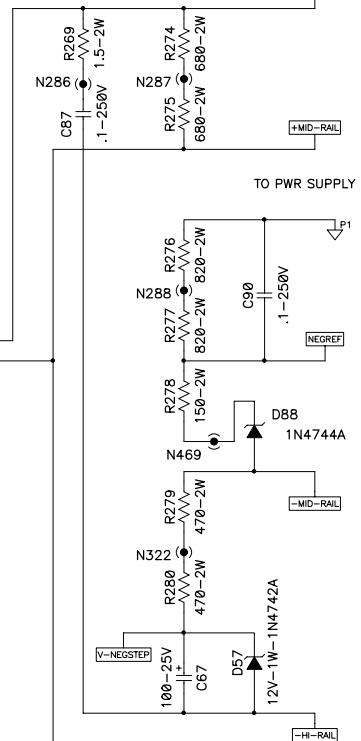 R269
1.5-2W
R274
680-2W
N286
N287
C87
.1-250V
R275
680-2W
+MID-RAIL
TO PWR SUPPLY
P1
R276
820-2W
N288
C90
.1-250V
R277
820-2W
NEGREF
R278
150-2W
D88
1N4744A
N469
R279
470-2W
-MID-RAIL
N322
R280
470-2W
V-NEGSTEP
100-25V
+
C67
D57
12V-1W-1N4742A
-HI-RAIL